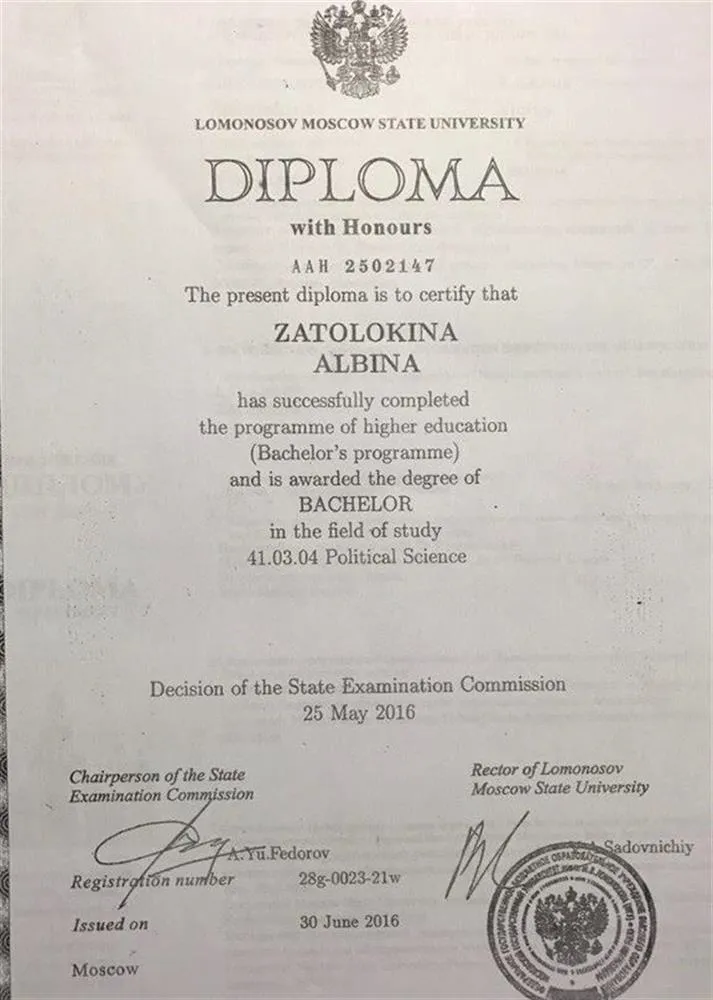 LOMONOSOV MOSCOW STATE UNIVERSITY
DIPLOMA
with Honours
AAH 2502147
The present diploma is to certify that
ZATOLOKINA
ALBINA
has successfully completed
the programme of higher education
(Bachelor's programme)
and is awarded the degree of
BACHELOR
in the field of study
41.03.04 Political Science
Decision of the State Examination Commission
25 May 2016
Chairperson of the State
Examination Commission
A.Yu.Fedorov
Rector of Lomonosov
Moscow State University
A.Sadovnichiy
Registration number 28g-0023-21w
Issued on 30 June 2016
Moscow